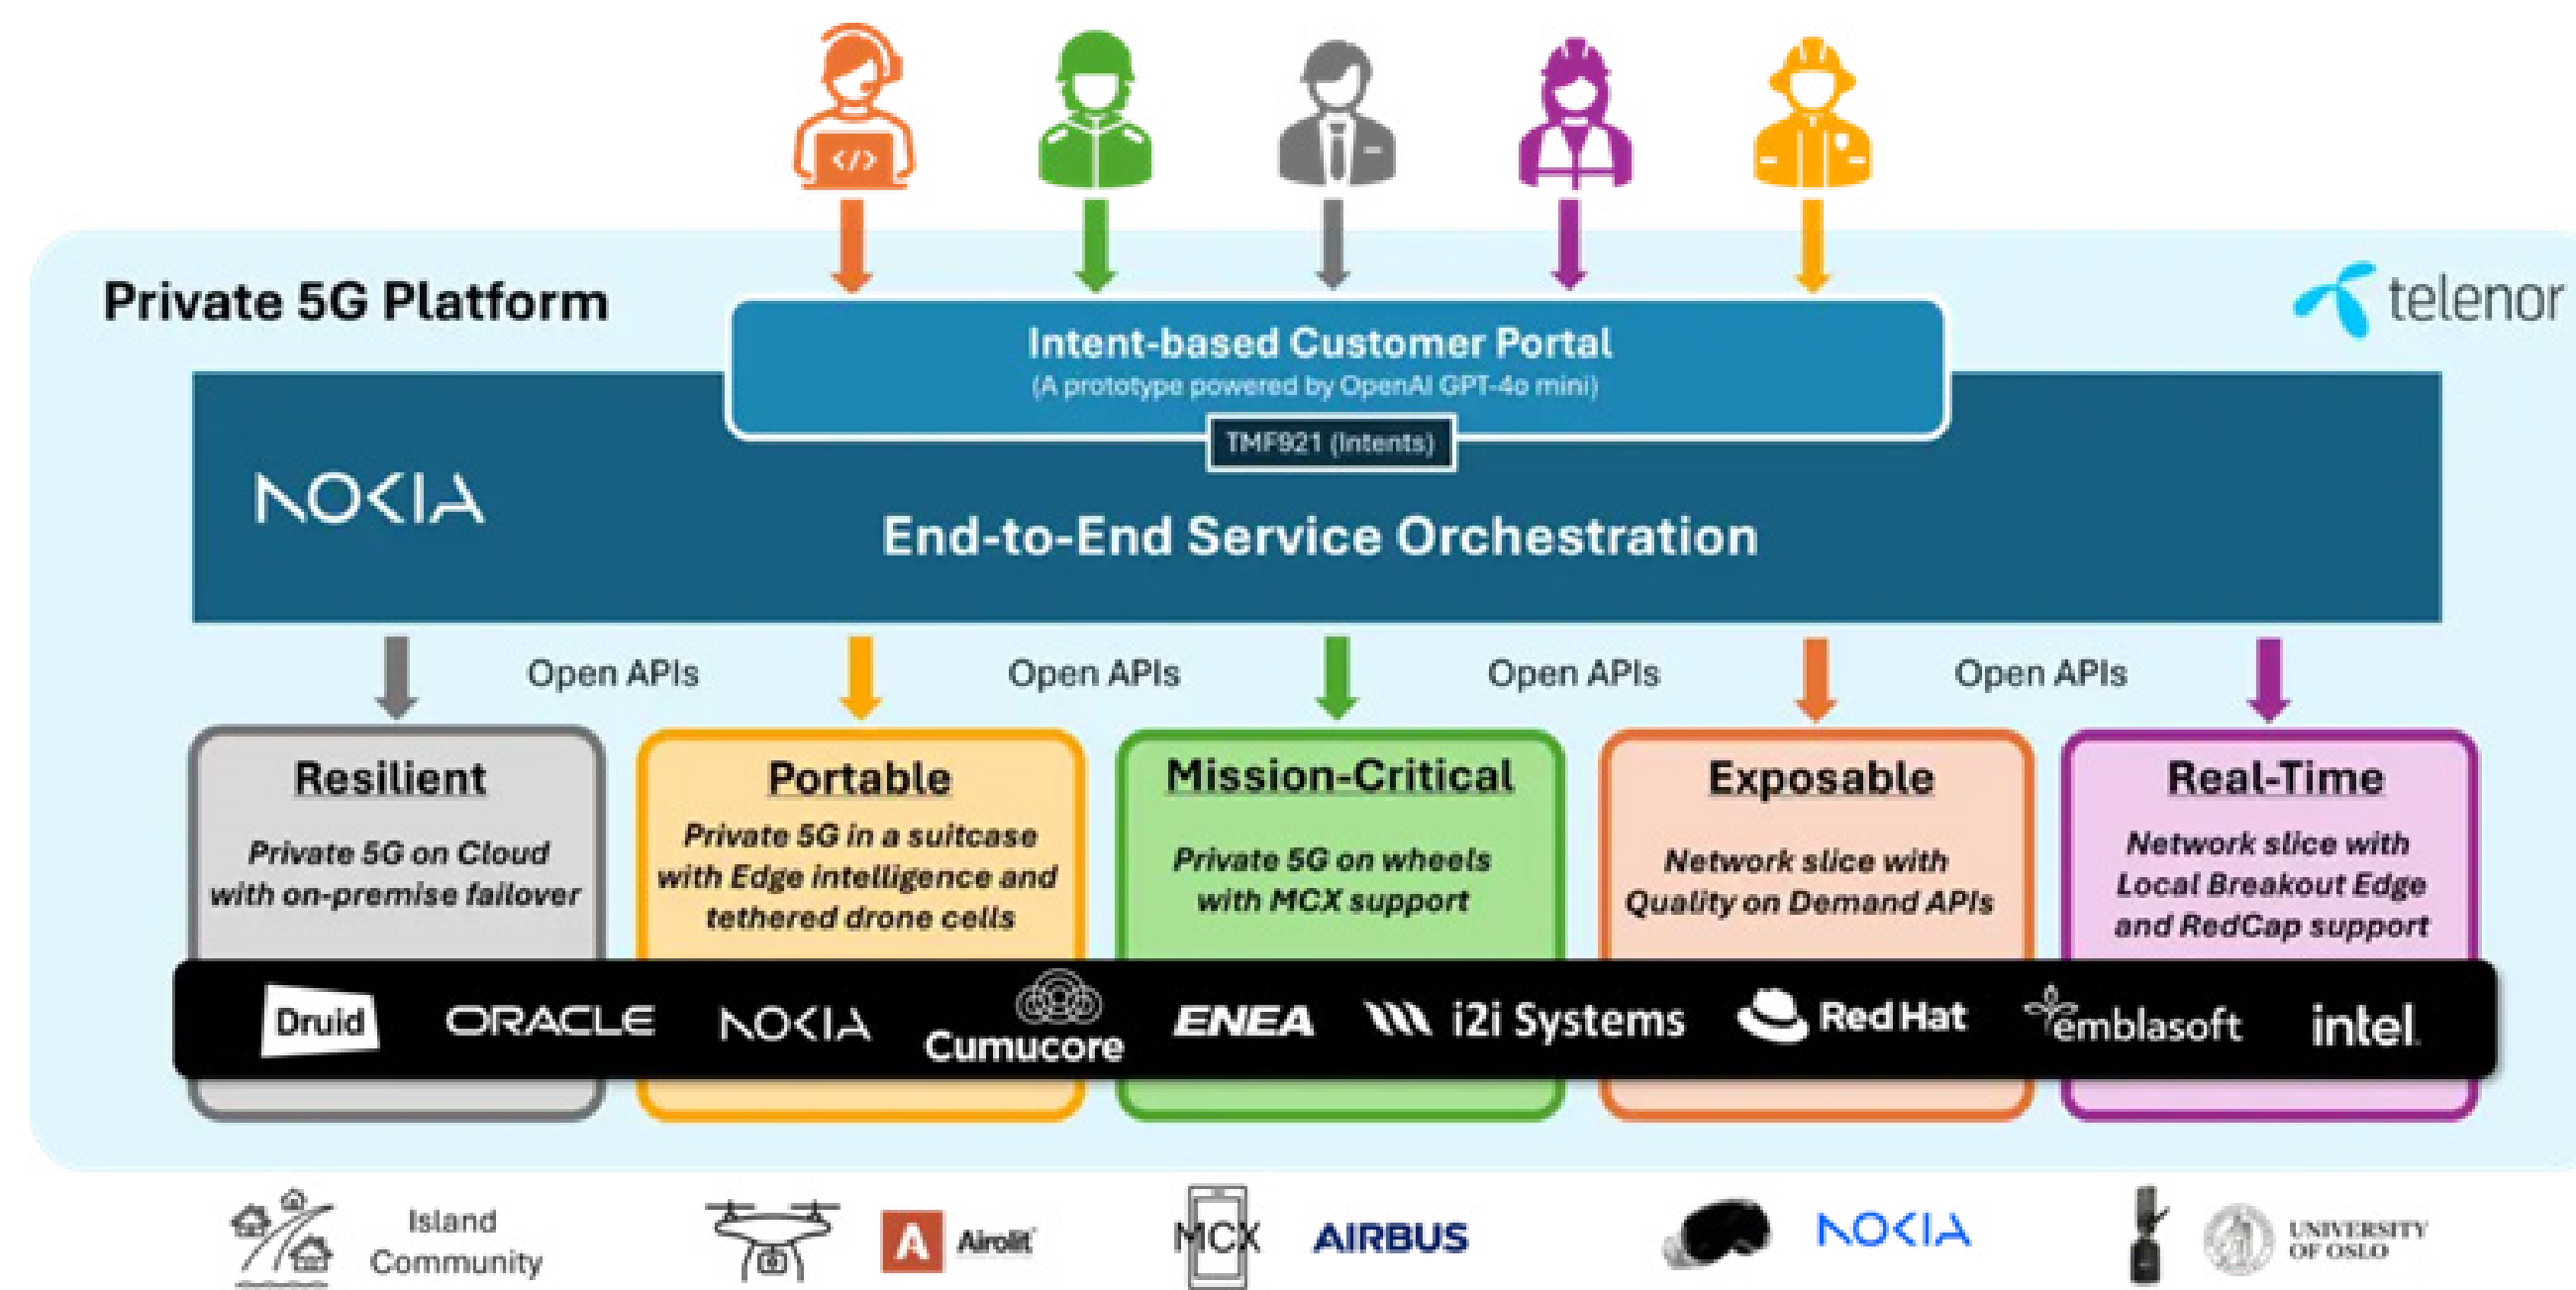 </>
Private 5G Platform
telenor
Intent-based Customer Portal
(A prototype powered by OpenAI GPT-4o mini)
TMF921 (Intents)
NOKIA
End-to-End Service Orchestration
Open APIs
Open APIs
Open APIs
Open APIs
Resilient
Private 5G on Cloud
with on-premise failover
Portable
Private 5G in a suitcase
with Edge intelligence and
tethered drone cells
Mission-Critical
Private 5G on wheels
with MCX support
Exposable
Network slice with
Quality on Demand APIs
Real-Time
Network slice with
Local Breakout Edge
and RedCap support
Druid
ORACLE
NOKIA
Cumucore
ENEA
i2i Systems
Red Hat
emblasoft
intel.
Island
Community
A
Airolit
MCX
AIRBUS
NOKIA
UNIVERSITY
OF OSLO